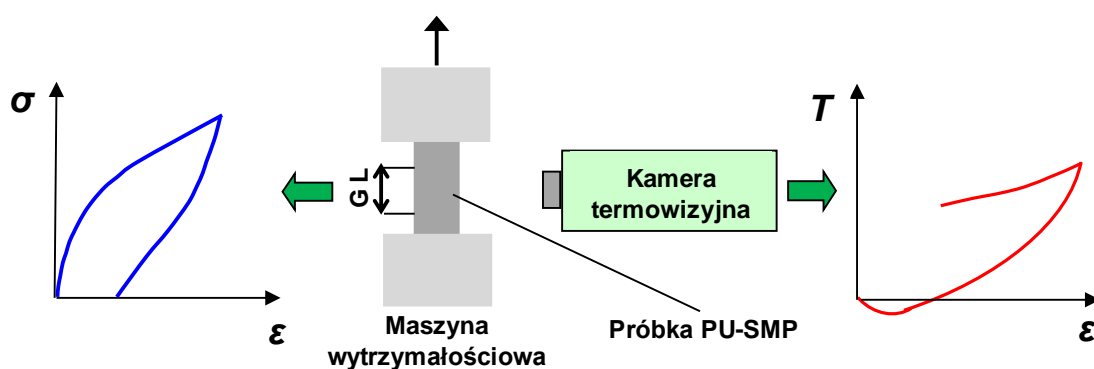 σ
ε
G L
Maszyna
wytrzymałościowa
Kamera
termowizyjna
Próbka PU-SMP
T
ε